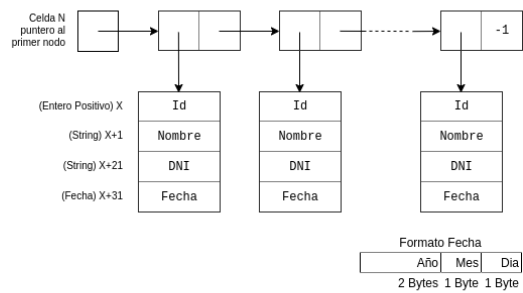 Celda N
puntero al
primer nodo
-1
(Entero Positivo) X
Id
Id
Id
(String) X+1
Nombre
Nombre
Nombre
(String) X+21
DNI
DNI
DNI
(Fecha) X+31
Fecha
Fecha
Fecha
Formato Fecha
Año
Mes
Dia
2 Bytes
1 Byte
1 Byte